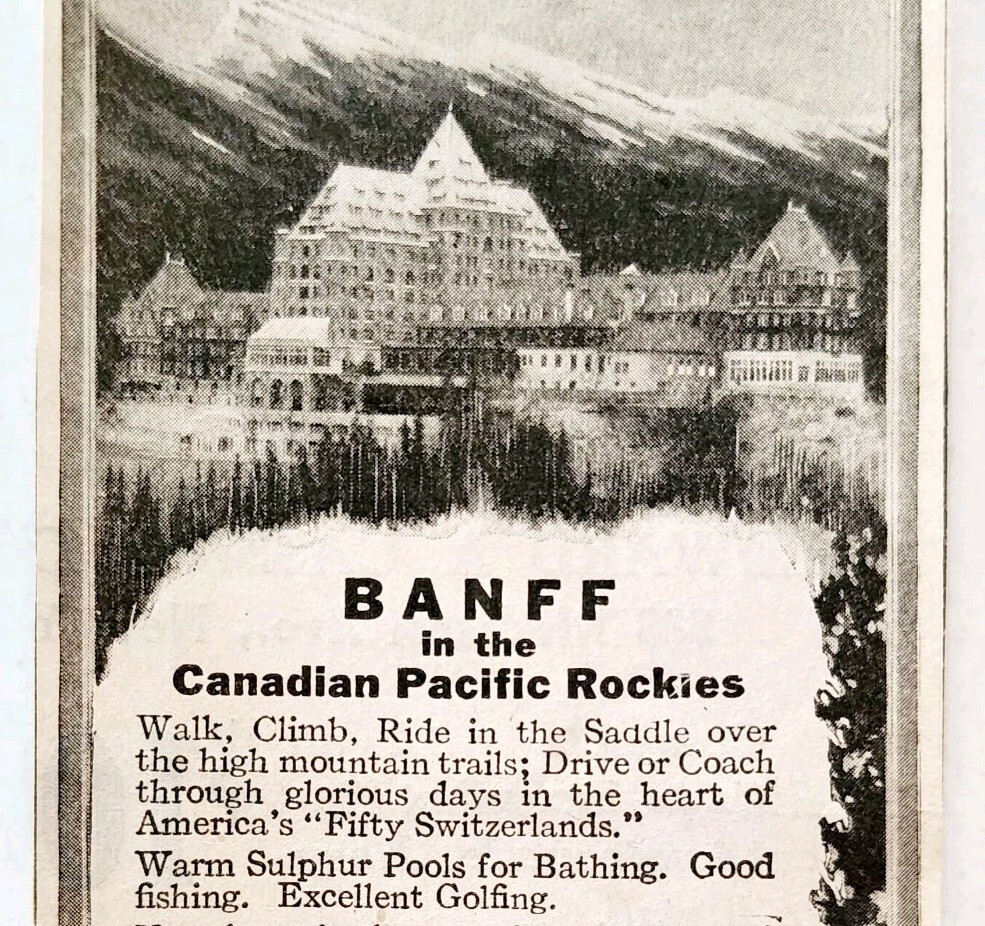 BANFF
in the
Canadian Pacific Rockies
Walk, Climb, Ride in the Saddle over
the high mountain trails; Drive or Coach
through glorious days in the heart of
America's "Fifty Switzerlands."
Warm Sulphur Pools for Bathing. Good
fishing. Excellent Golfing.